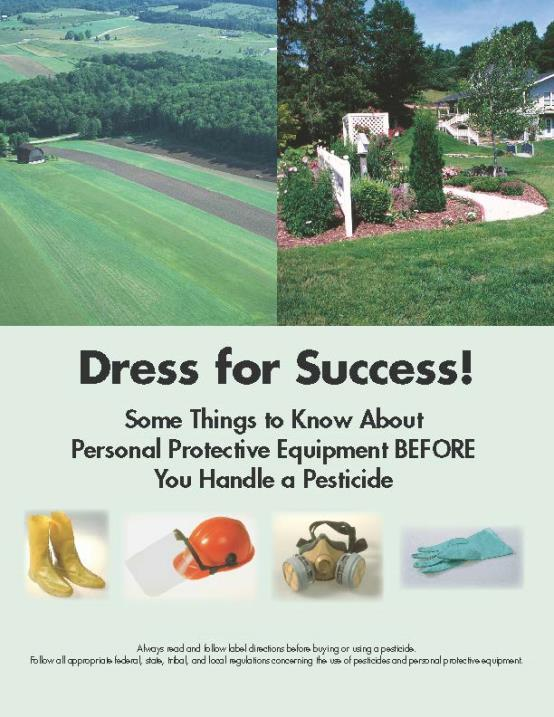 Dress for Success!
Some Things to Know About
Personal Protective Equipment BEFORE
You Handle a Pesticide
Always read and follow label directions before buying or using a pesticide.
Follow all appropriate federal, state, tribal, and local regulations concerning the use of pesticides and personal protective equipment.